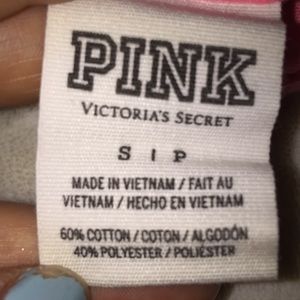 PINK
VICTORIA'S SECRET
S | P
MADE IN VIETNAM / FAIT AU
VIETNAM / HECHO EN VIETNAM
60% COTTON / COTON / ALGODÓN
40% POLYESTER / POLIÉSTER